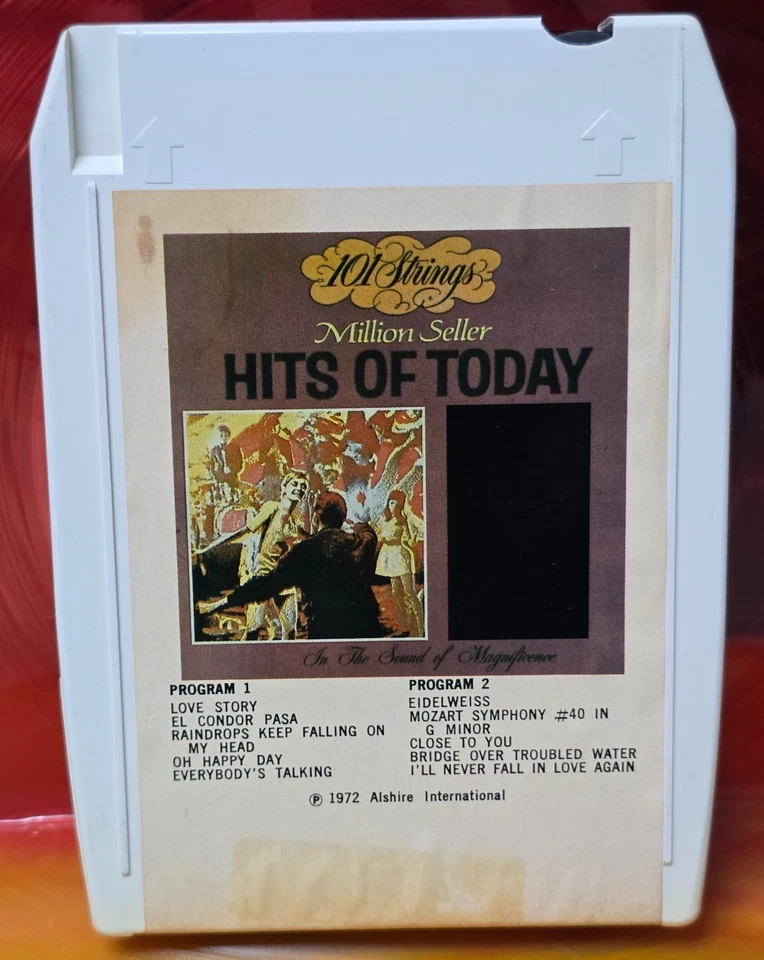 101 Strings
Million Seller
HITS OF TODAY
In The Sound of Magnificence
PROGRAM 1
LOVE STORY
EL CONDOR PASA
RAINDROPS KEEP FALLING ON
MY HEAD
OH HAPPY DAY
EVERYBODY'S TALKING
PROGRAM 2
EIDELWEISS
MOZART SYMPHONY #40 IN
G MINOR
CLOSE TO YOU
BRIDGE OVER TROUBLED WATER
I'LL NEVER FALL IN LOVE AGAIN
℗ 1972 Alshire International